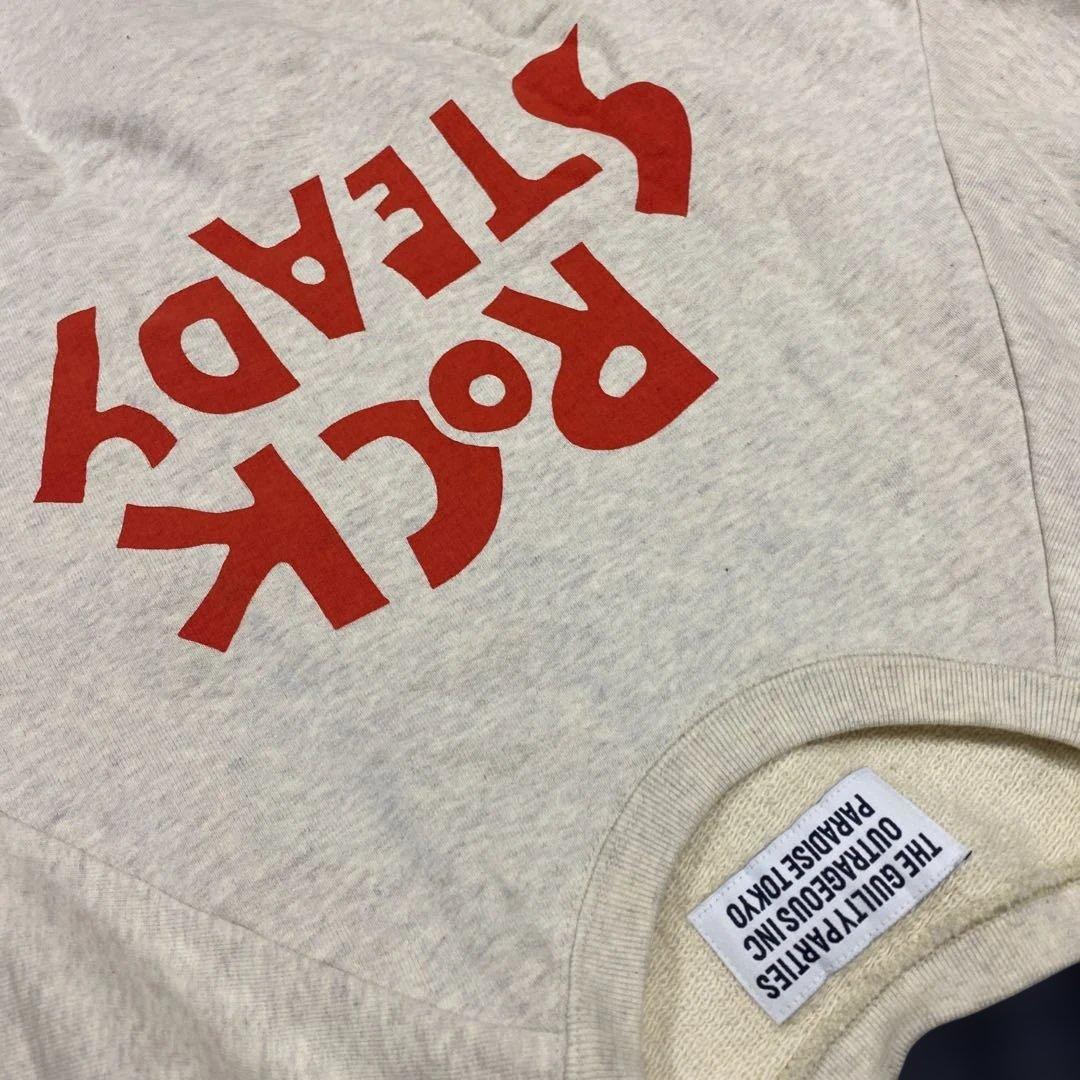 ROCK
STEADY
THE GUILTY PARTIES
OUTRAGEOUS INC
PARADISE TOKYO